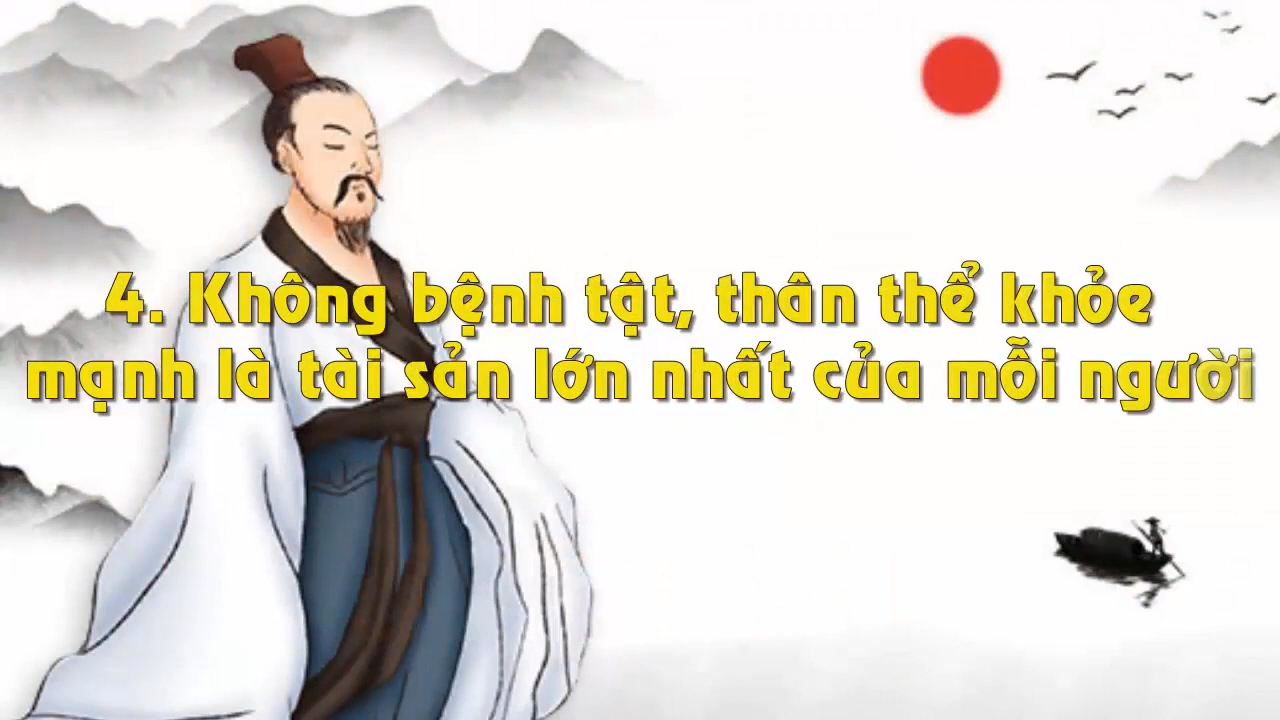 4. Không bệnh tật, thân thể khỏe
mạnh là tài sản lớn nhất của mỗi người